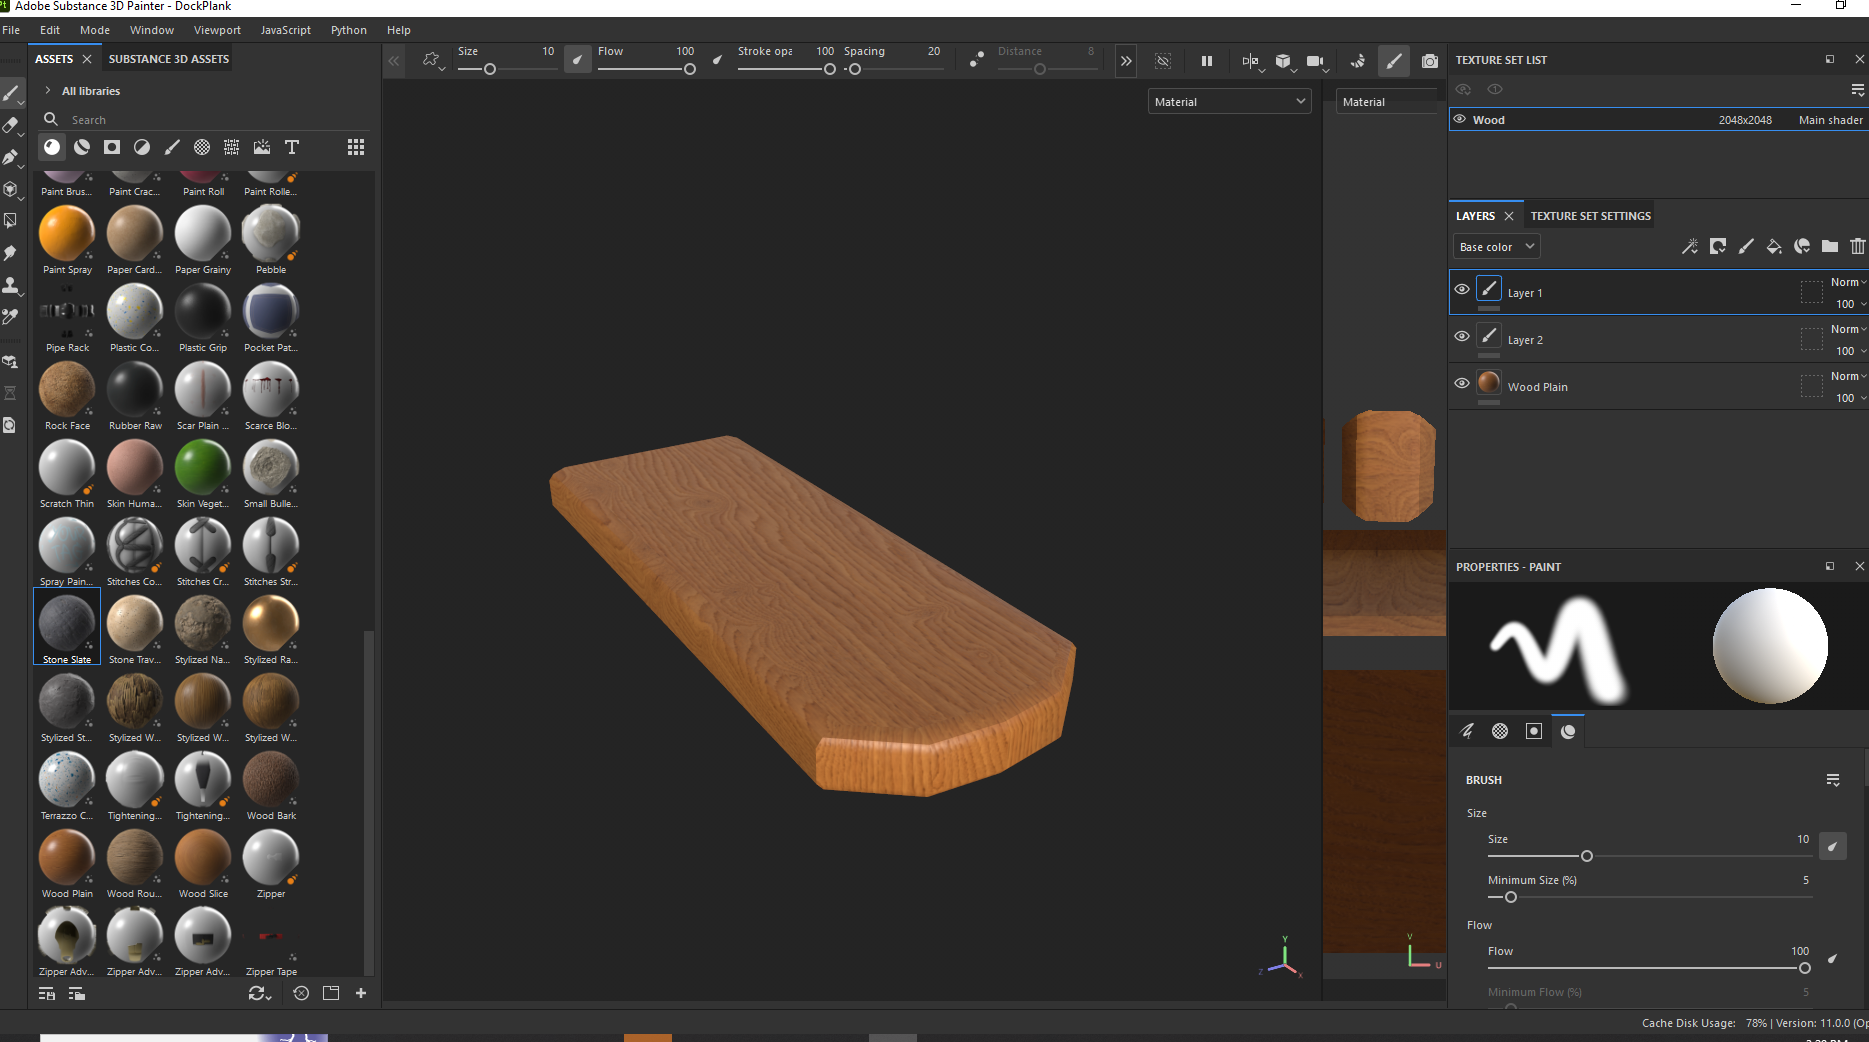 Adobe Substance 3D Painter - DockPlank
File Edit Mode Window Viewport JavaScript Python Help
ASSETS SUBSTANCE 3D ASSETS
Size 10 Flow 100 Stroke opa 100 Spacing 20 Distance 8
All libraries
Search
Paint Brus... Paint Crac... Paint Roll Paint Rolle...
Paint Spray Paper Card... Paper Grainy Pebble
Pipe Rack Plastic Co... Plastic Grip Pocket Pat...
Rock Face Rubber Raw Scar Plain ... Scarce Blo...
Scratch Thin Skin Huma... Skin Veget... Small Bulle...
Spray Pain... Stitches Co... Stitches Cr... Stitches Str...
Stone Slate Stone Trav... Stylized Na... Stylized Ra...
Stylized St... Stylized W... Stylized W... Stylized W...
Terrazzo C... Tightening... Tightening... Wood Bark
Wood Plain Wood Rou... Wood Slice Zipper
Zipper Adv... Zipper Adv... Zipper Adv... Zipper Tape
Material
Y
Z X
Material
V
U
TEXTURE SET LIST
Wood 2048x2048 Main shader
LAYERS TEXTURE SET SETTINGS
Base color
Layer 1 Norm 100
Layer 2 Norm 100
Wood Plain Norm 100
PROPERTIES - PAINT
BRUSH
Size
Size 10
Minimum Size (%) 5
Flow
Flow 100
Minimum Flow (%) 5
Cache Disk Usage: 78% | Version: 11.0.0 (Op